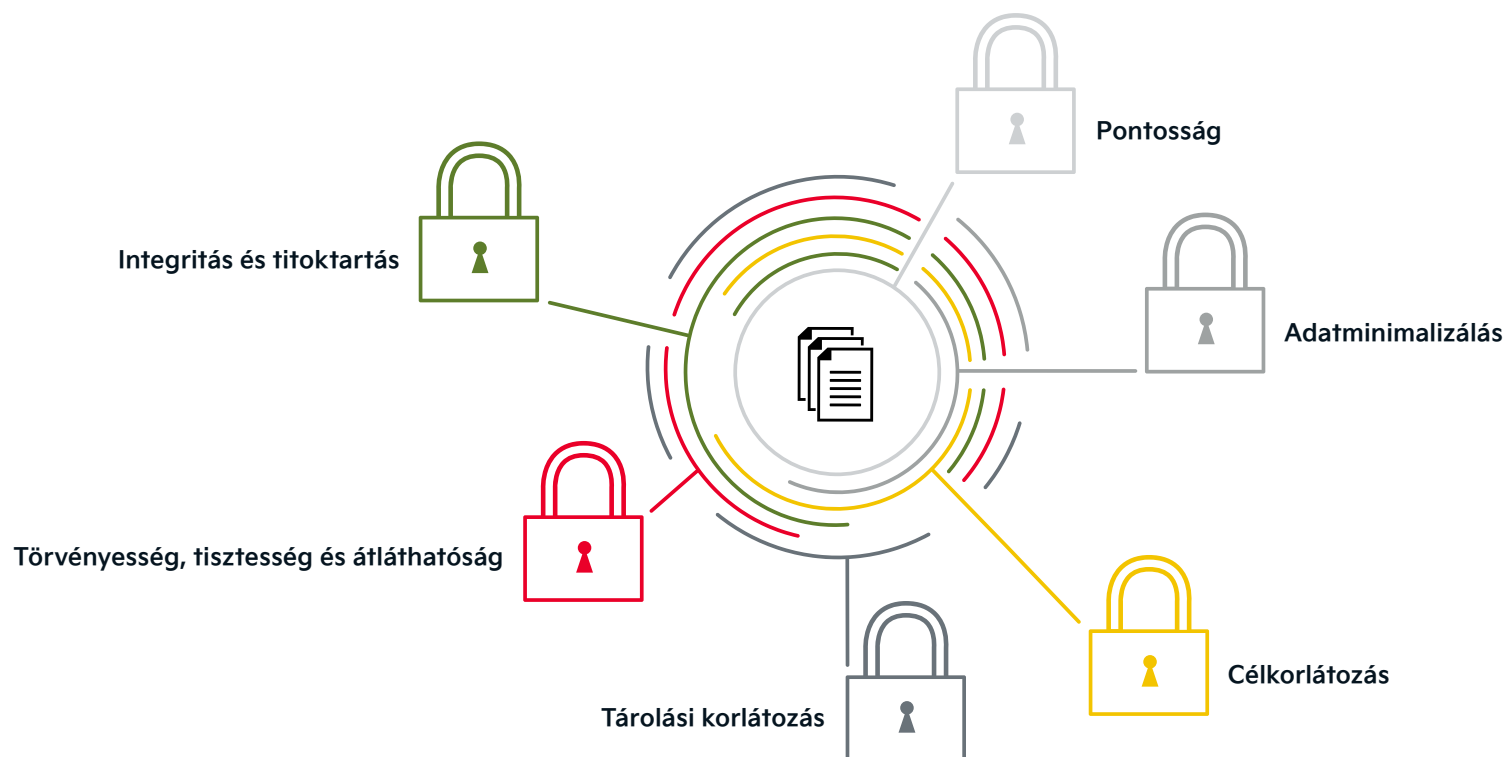 Pontosság
Integritás és titoktartás
Adatminimalizálás
Törvényesség, tisztesség és átláthatóság
Célkorlátozás
Tárolási korlátozás